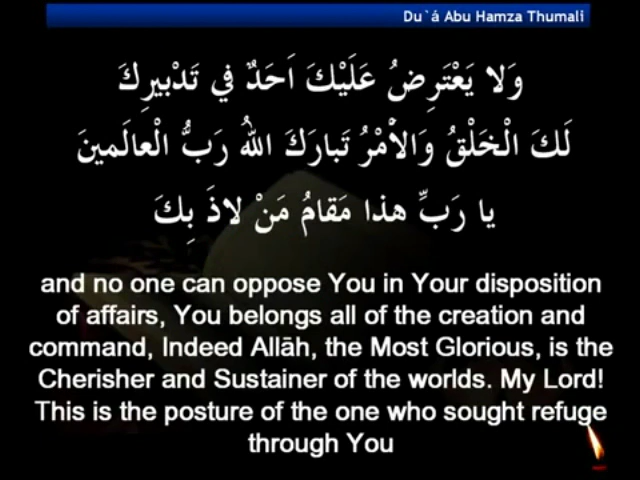 Du`á Abu Hamza Thumali
وَلا يَعْتَرِضُ عَلَيْكَ اَحَدٌ في تَدْبيرِكَ
لَكَ الْخَلْقُ وَالاَْمْرُ تَبارَكَ اللهُ رَبُّ الْعالَمينَ
يا رَبِّ هذا مَقامُ مَنْ لاذَ بِكَ
and no one can oppose You in Your disposition
of affairs, You belongs all of the creation and
command, Indeed Allāh, the Most Glorious, is the
Cherisher and Sustainer of the worlds. My Lord!
This is the posture of the one who sought refuge
through You